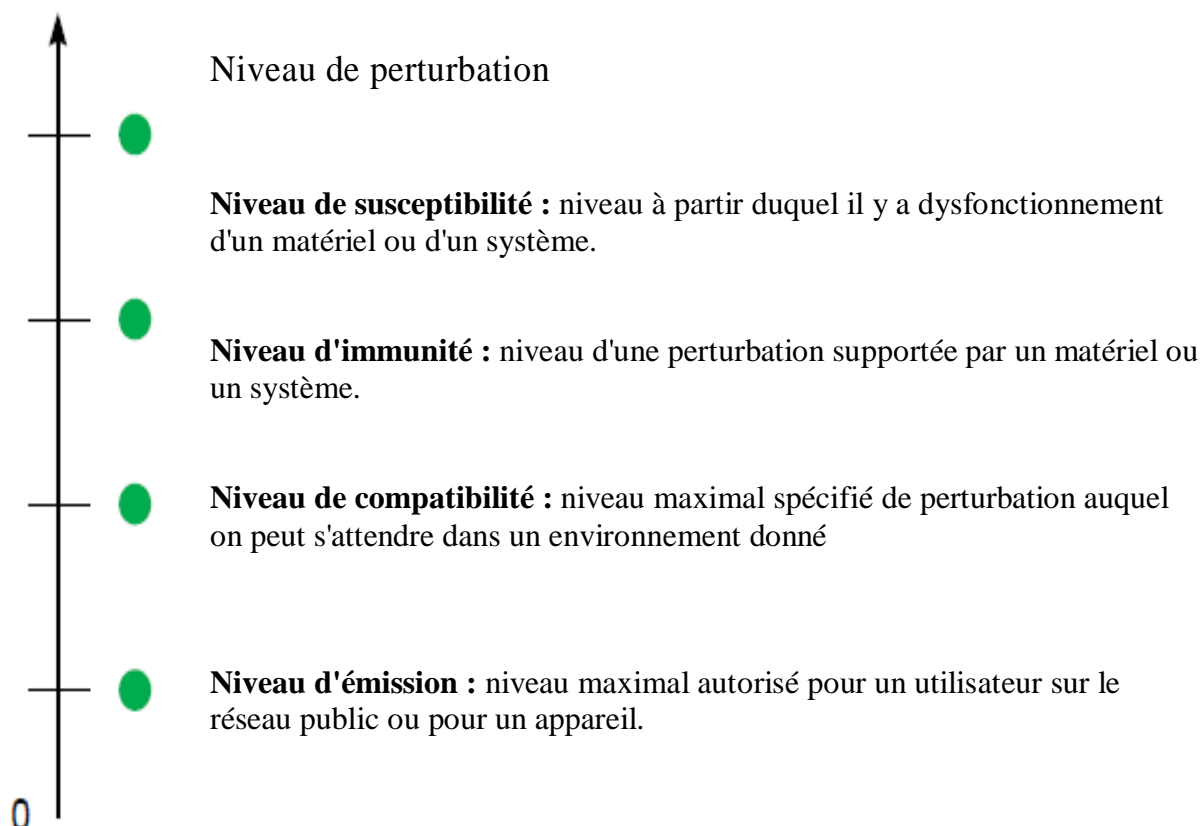 Niveau de perturbation
Niveau de susceptibilité : niveau à partir duquel il y a dysfonctionnement
d'un matériel ou d'un système.
Niveau d'immunité : niveau d'une perturbation supportée par un matériel ou
un système.
Niveau de compatibilité : niveau maximal spécifié de perturbation auquel
on peut s'attendre dans un environnement donné
Niveau d'émission : niveau maximal autorisé pour un utilisateur sur le
réseau public ou pour un appareil.
0